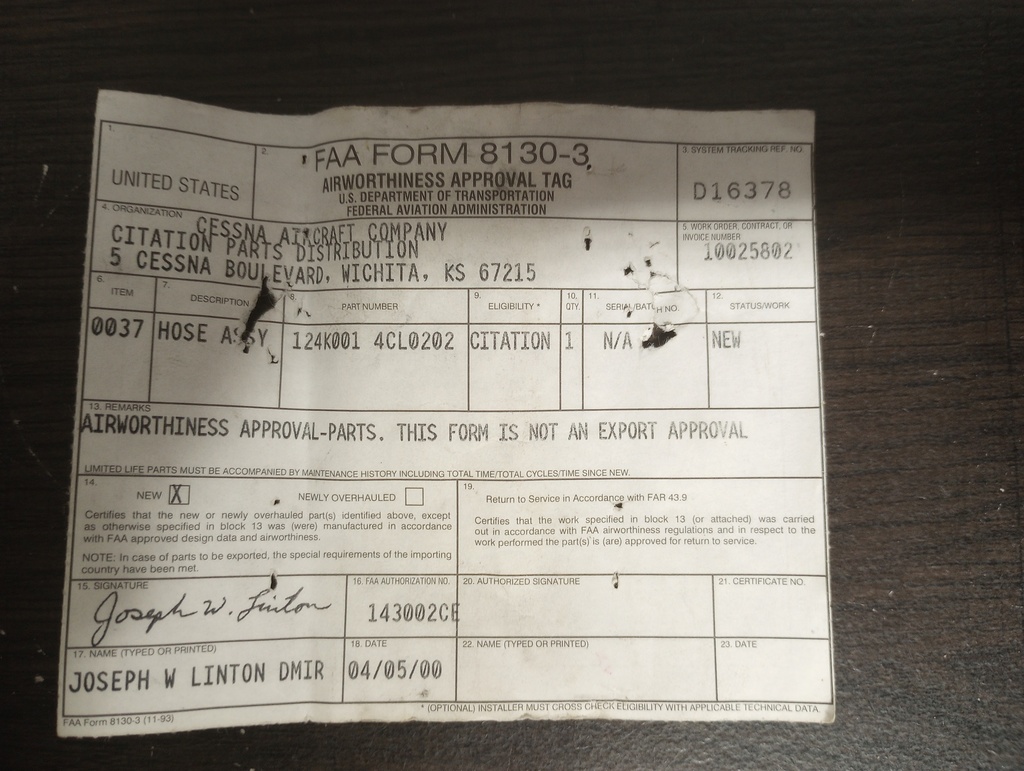 1.
UNITED STATES
2.
FAA FORM 8130-3
AIRWORTHINESS APPROVAL TAG
U.S. DEPARTMENT OF TRANSPORTATION
FEDERAL AVIATION ADMINISTRATION
3. SYSTEM TRACKING REF. NO.
D16378
4. ORGANIZATION
CESSNA AIRCRAFT COMPANY
CITATION PARTS DISTRIBUTION
5 CESSNA BOULEVARD, WICHITA, KS 67215
5. WORK ORDER, CONTRACT, OR
INVOICE NUMBER
10025802
6. ITEM
7. DESCRIPTION
8. PART NUMBER
9. ELIGIBILITY *
10. QTY.
11. SERIAL/BATCH NO.
12. STATUS/WORK
0037 HOSE ASSY 124K001 4CL0202 CITATION 1 N/A NEW
13. REMARKS
AIRWORTHINESS APPROVAL-PARTS. THIS FORM IS NOT AN EXPORT APPROVAL
LIMITED LIFE PARTS MUST BE ACCOMPANIED BY MAINTENANCE HISTORY INCLUDING TOTAL TIME/TOTAL CYCLES/TIME SINCE NEW.
14.
NEW X NEWLY OVERHAULED
Certifies that the new or newly overhauled part(s) identified above, except
as otherwise specified in block 13 was (were) manufactured in accordance
with FAA approved design data and airworthiness.
NOTE: In case of parts to be exported, the special requirements of the importing
country have been met.
19.
Return to Service in Accordance with FAR 43.9
Certifies that the work specified in block 13 (or attached) was carried
out in accordance with FAA airworthiness regulations and in respect to the
work performed the part(s) is (are) approved for return to service.
15. SIGNATURE
Joseph W. Linton
16. FAA AUTHORIZATION NO.
143002CE
20. AUTHORIZED SIGNATURE
21. CERTIFICATE NO.
17. NAME (TYPED OR PRINTED)
JOSEPH W LINTON DMIR
18. DATE
04/05/00
22. NAME (TYPED OR PRINTED)
23. DATE
FAA Form 8130-3 (11-93)
* (OPTIONAL) INSTALLER MUST CROSS CHECK ELIGIBILITY WITH APPLICABLE TECHNICAL DATA.